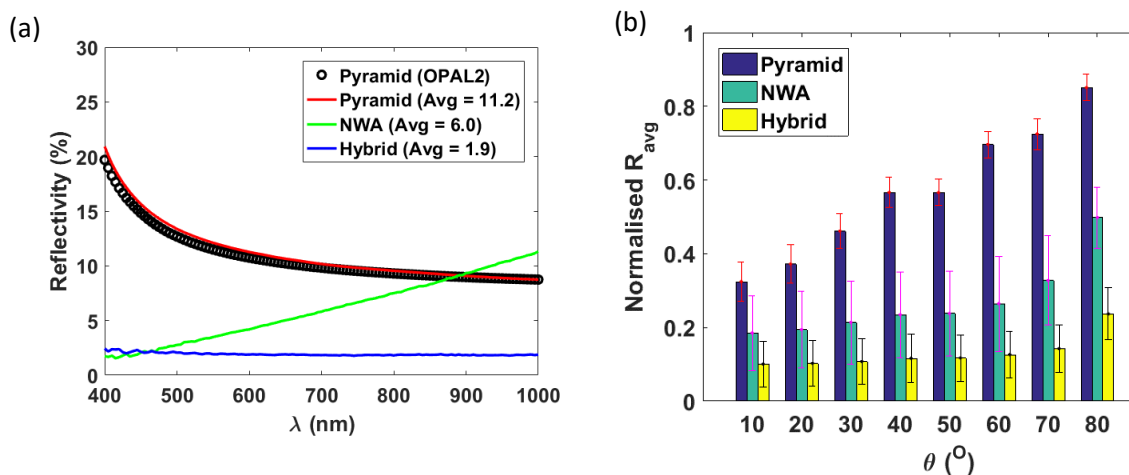 (a)
30
25
20
15
10
5
0
Reflectivity (%)
Pyramid (OPAL2)
Pyramid (Avg = 11.2)
NWA (Avg = 6.0)
Hybrid (Avg = 1.9)
400 500 600 700 800 900 1000
λ (nm)
(b)
1
0.8
0.6
0.4
0.2
0
Normalised R_avg
Pyramid
NWA
Hybrid
10 20 30 40 50 60 70 80
θ (O)